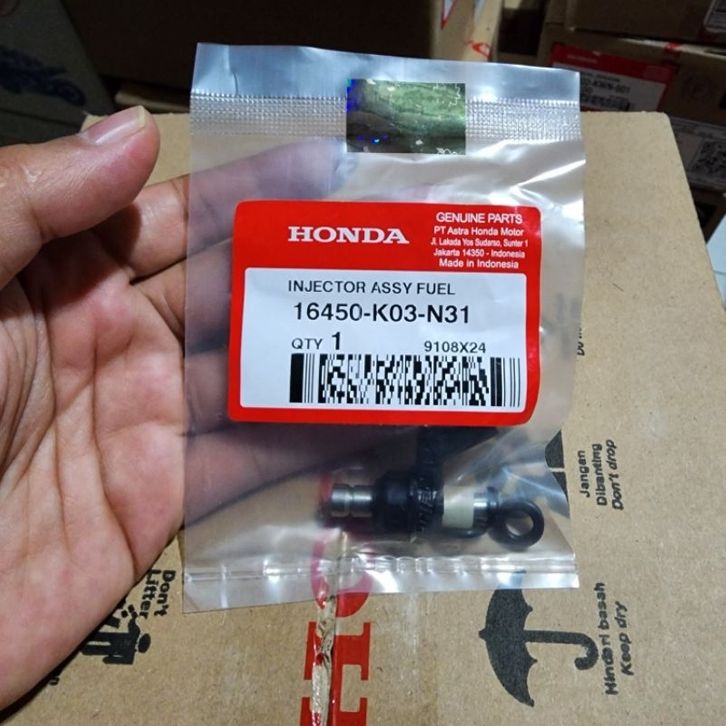 HONDA
GENUINE PARTS
PT Astra Honda Motor
Jl. Laksda Yos Sudarso, Sunter 1
Jakarta 14350 - Indonesia
Made in Indonesia
INJECTOR ASSY FUEL
16450-K03-N31
QTY 1
9108X24
HONDA
Jangan
Dibanting
Don't drop
Don't
Litter
Hindari basah
Keep dry